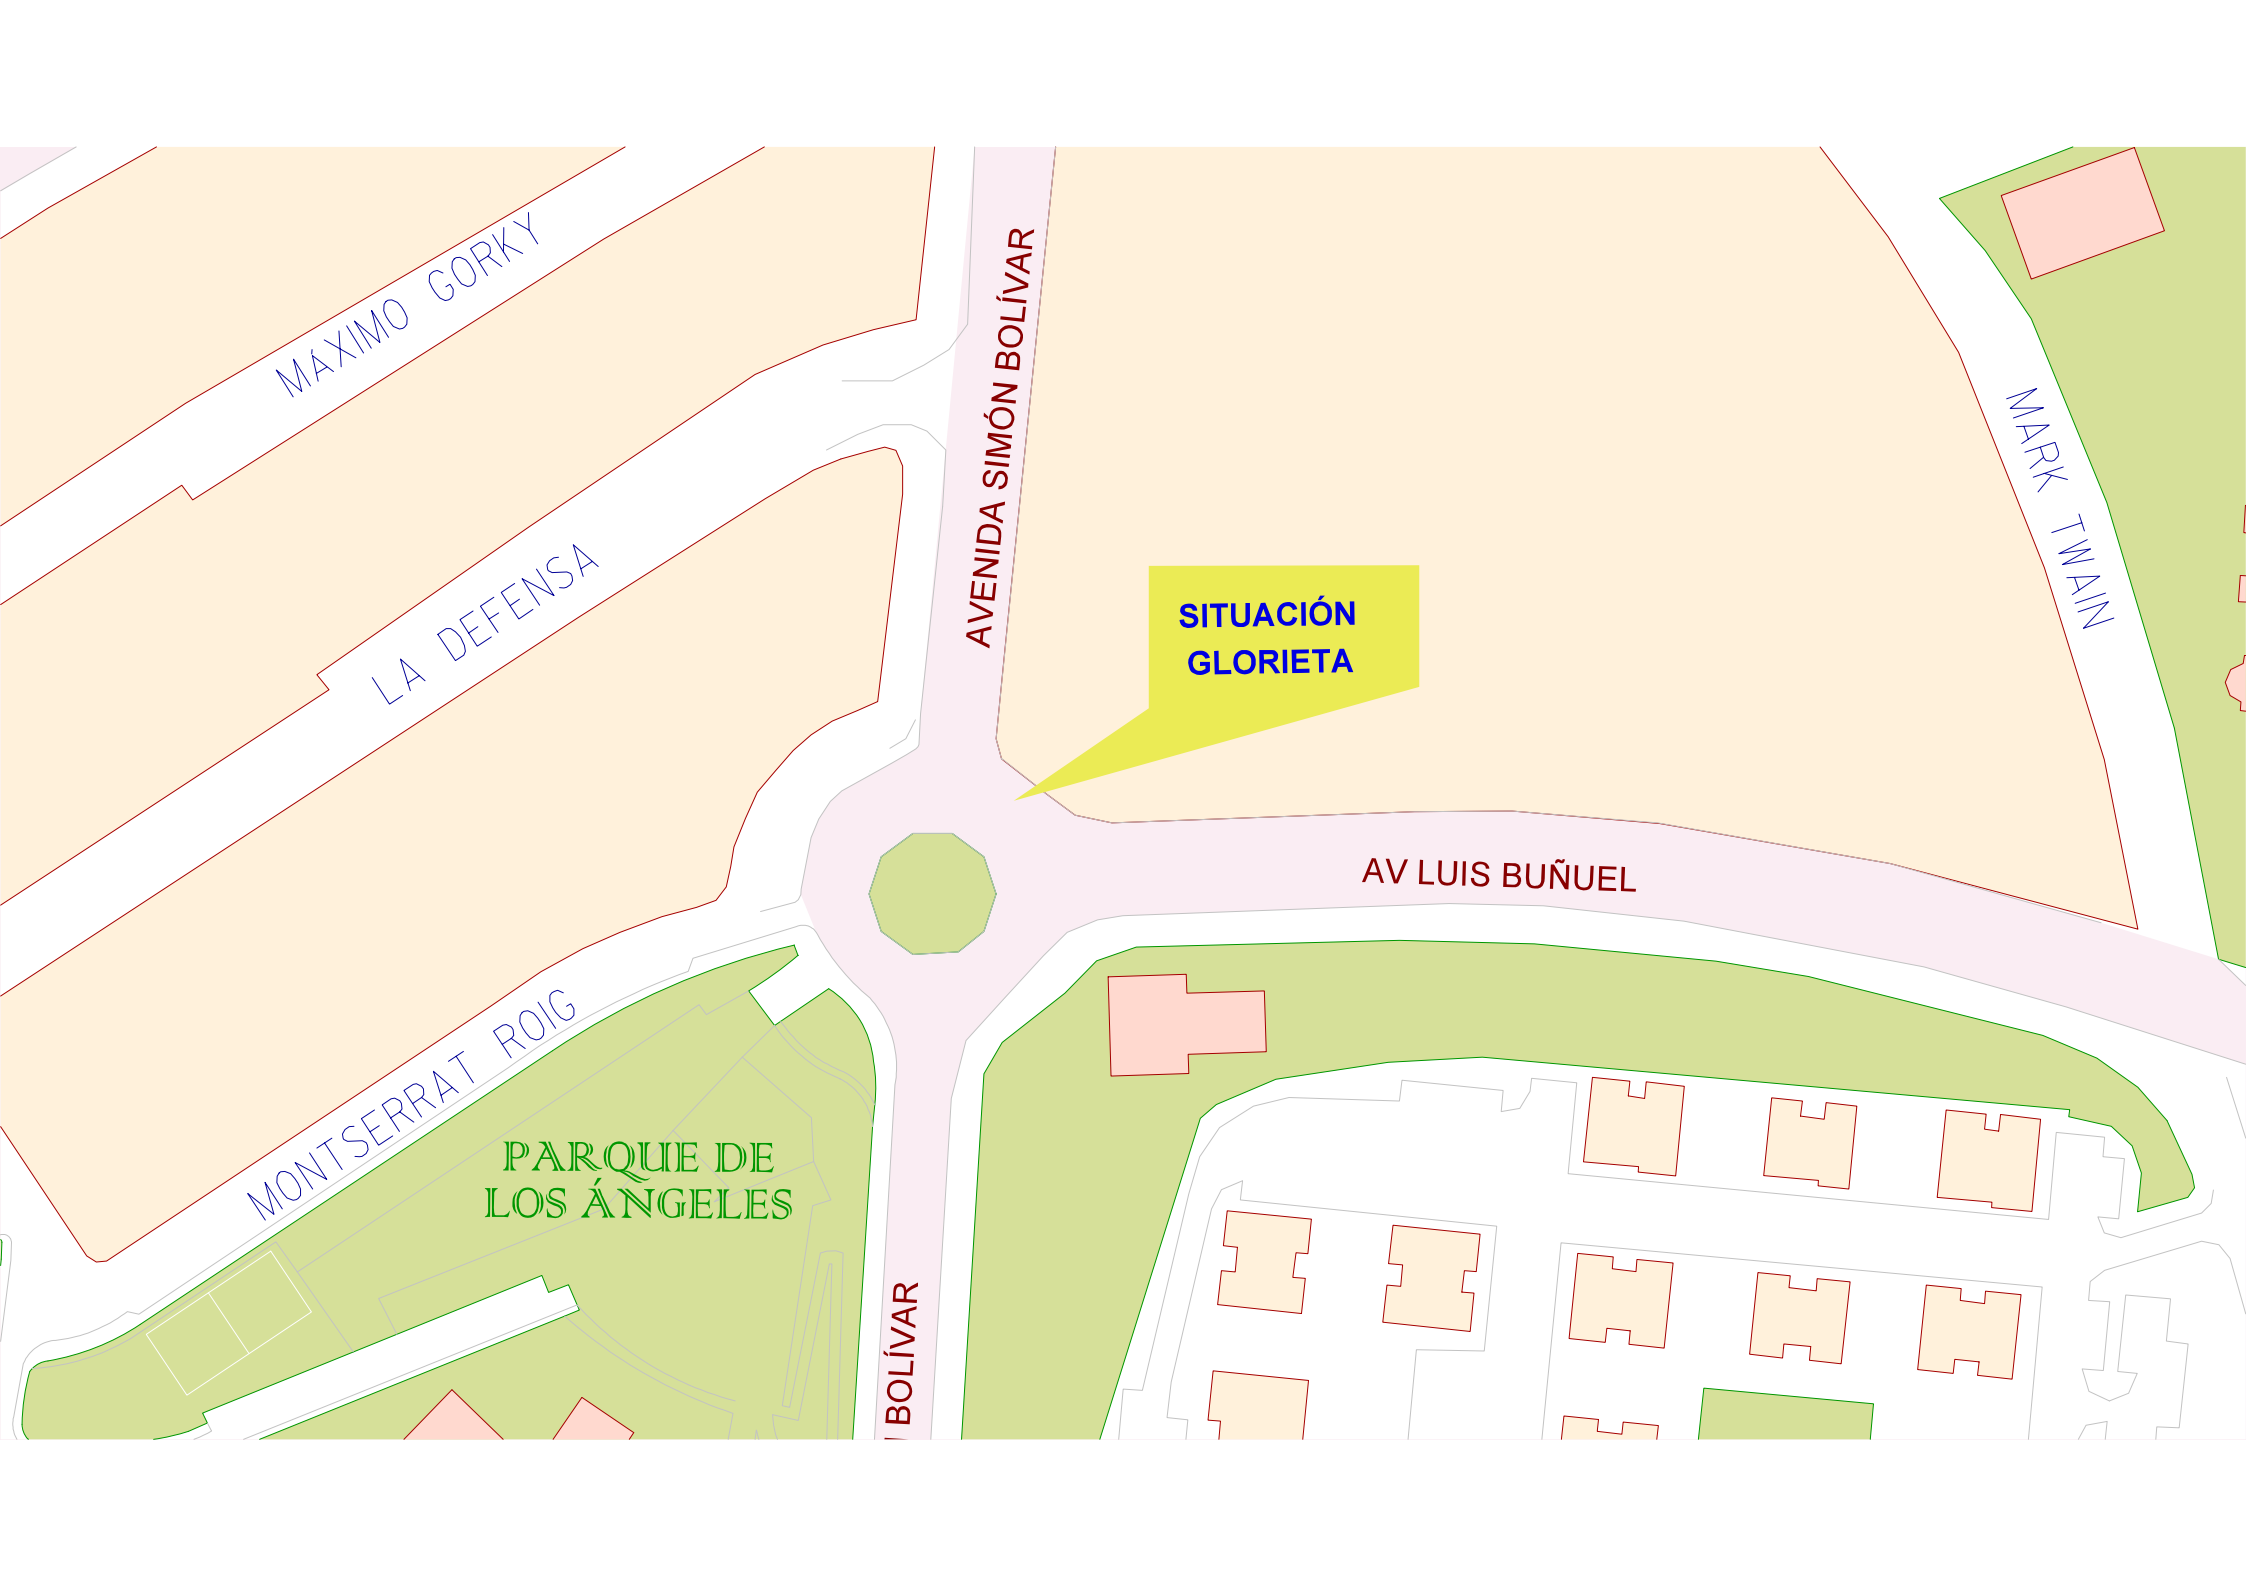 MÁXIMO GORKY
AVENIDA SIMÓN BOLÍVAR
MARK TWAIN
LA DEFENSA
SITUACIÓN
GLORIETA
AV LUIS BUÑUEL
MONTSERRAT ROIG
PARQUE DE
LOS ÁNGELES
BOLÍVAR